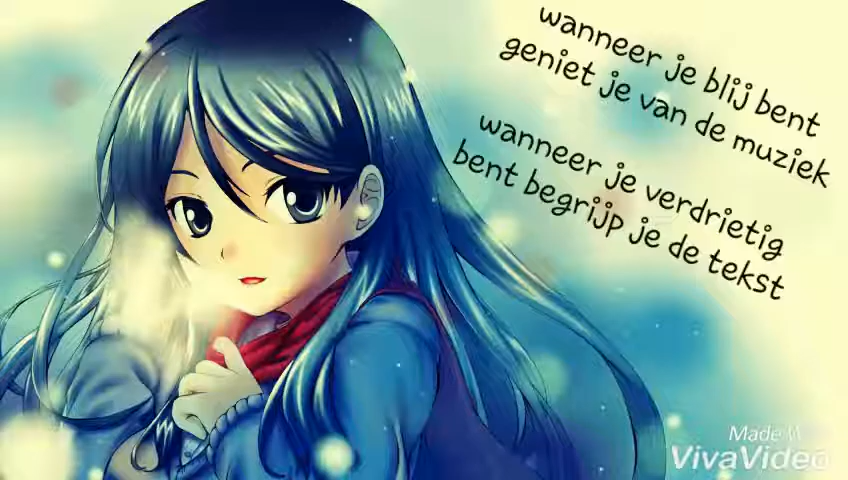 wanneer je blij bent
geniet je van de muziek
wanneer je verdrietig
bent begrijp je de tekst
Made W
VivaVideo